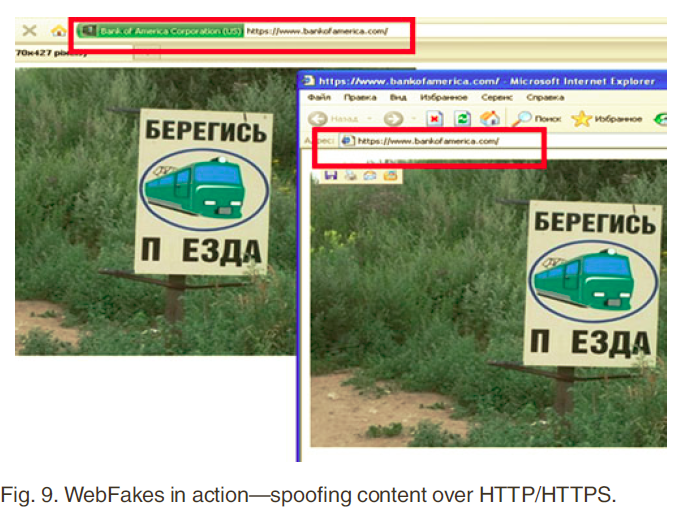 Bank of America Corporation (US) https://www.bankofamerica.com/
https://www.bankofamerica.com/ - Microsoft Internet Explorer
Файл Правка Вид Избранное Сервис Справка
Назад Поиск Избранное
Адрес: https://www.bankofamerica.com/
БЕРЕГИСЬ
П ЕЗДА
БЕРЕГИСЬ
П ЕЗДА
Fig. 9. WebFakes in action—spoofing content over HTTP/HTTPS.